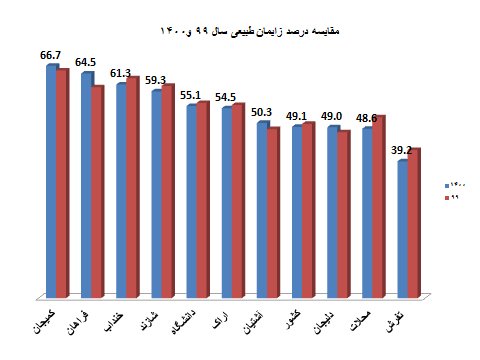 مقایسه درصد زایمان طبیعی سال ۹۹ و۱۴۰۰
66.7
64.5
61.3
59.3
55.1
54.5
50.3
49.1
49.0
48.6
39.2
۱۴۰۰
۹۹
کمیجان
فراهان
خنداب
شازند
دانشگاه
اراک
آشتیان
کشور
دلیجان
محلات
تفرش